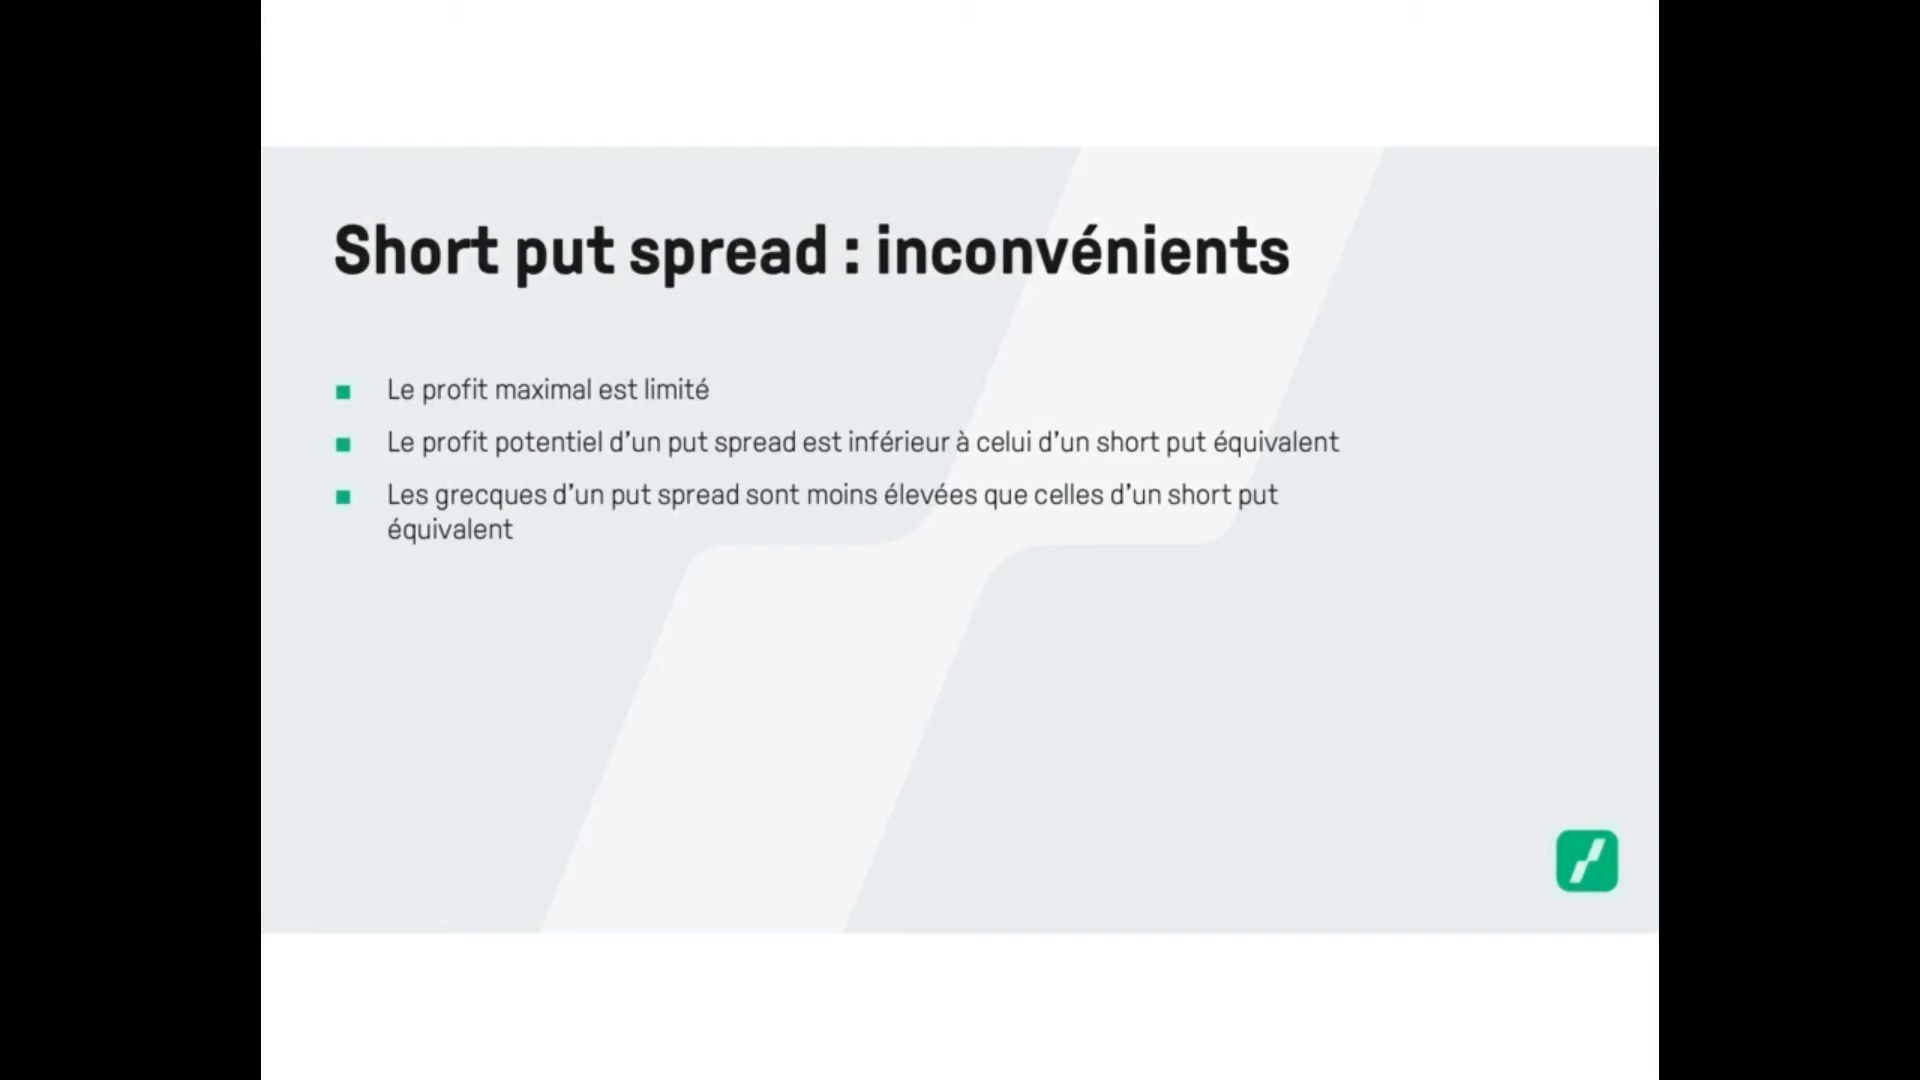 Short put spread : inconvénients
Le profit maximal est limité
Le profit potentiel d’un put spread est inférieur à celui d’un short put équivalent
Les grecques d’un put spread sont moins élevées que celles d’un short put
équivalent